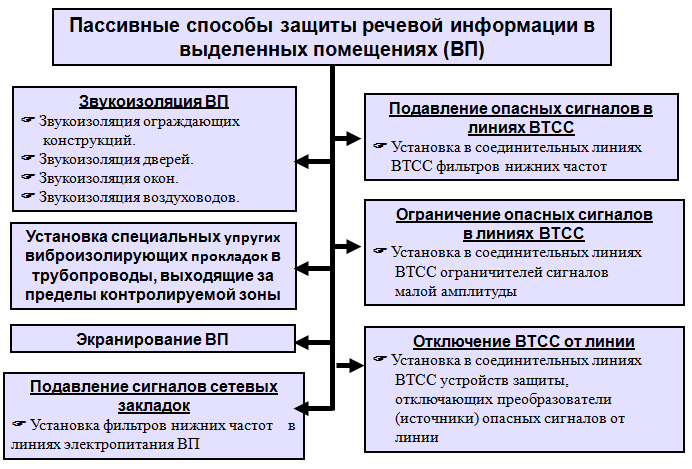 Пассивные способы защиты речевой информации в
выделенных помещениях (ВП)
Звукоизоляция ВП
☞ Звукоизоляция ограждающих
конструкций.
☞ Звукоизоляция дверей.
☞ Звукоизоляция окон.
☞ Звукоизоляция воздуховодов.
Установка специальных упругих
виброизолирующих прокладок в
трубопроводы, выходящие за
пределы контролируемой зоны
Экранирование ВП
Подавление сигналов сетевых
закладок
☞ Установка фильтров нижних частот в
линиях электропитания ВП
Подавление опасных сигналов в
линиях ВТСС
☞ Установка в соединительных линиях
ВТСС фильтров нижних частот
Ограничение опасных сигналов
в линиях ВТСС
☞ Установка в соединительных линиях
ВТСС ограничителей сигналов
малой амплитуды
Отключение ВТСС от линии
☞ Установка в соединительных линиях
ВТСС устройств защиты,
отключающих преобразователи
(источники) опасных сигналов от
линии